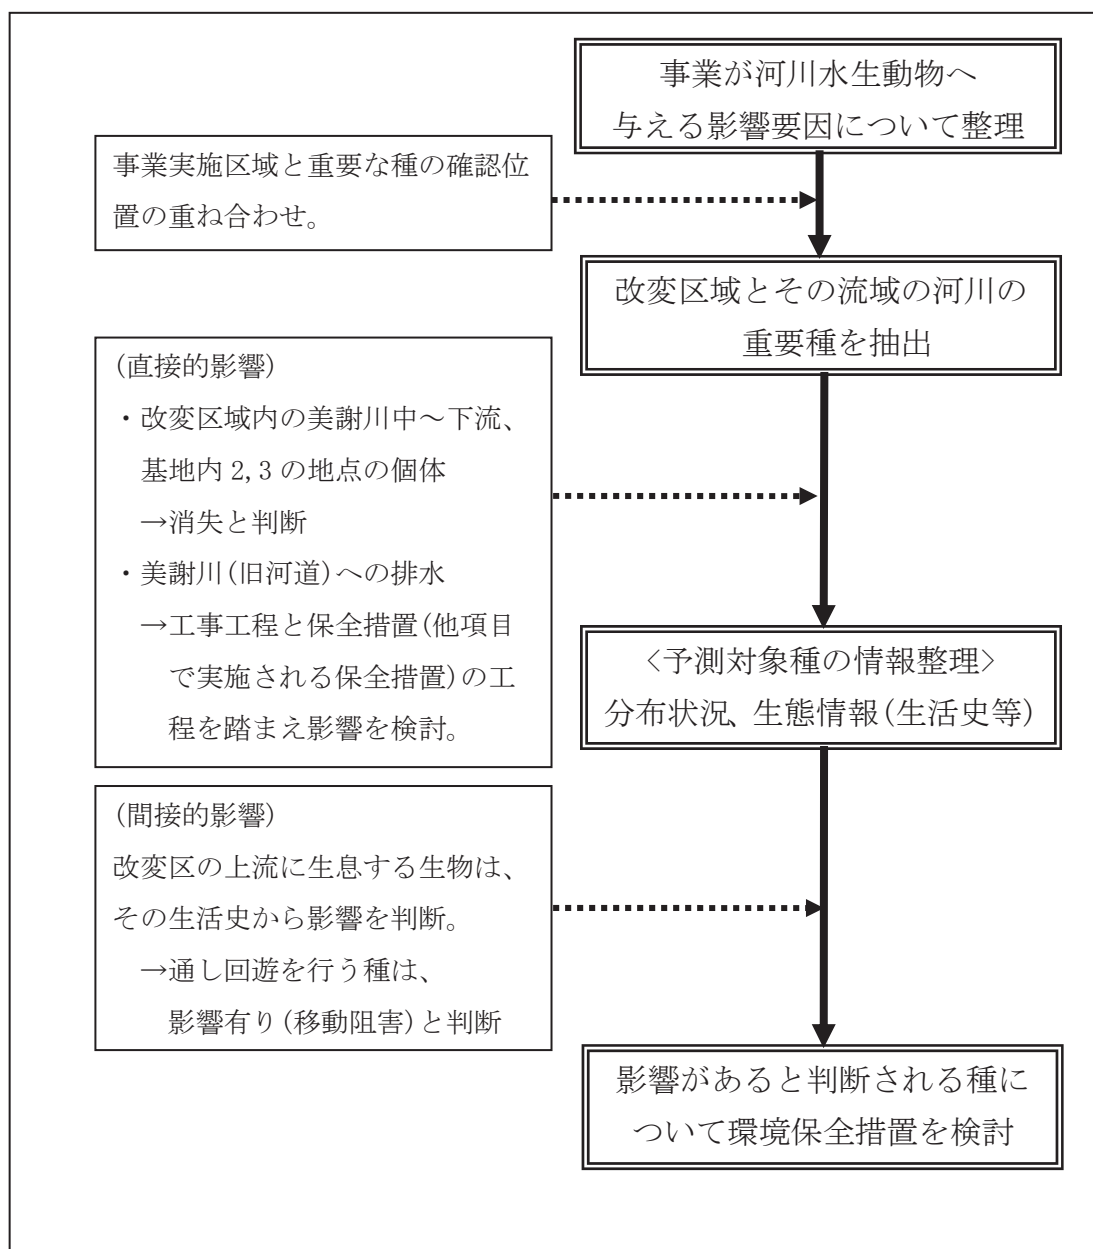 事業が河川水生動物へ
与える影響要因について整理
事業実施区域と重要な種の確認位
置の重ね合わせ。
改変区域とその流域の河川の
重要種を抽出
(直接的影響)
・改変区域内の美謝川中～下流、
基地内 2,3 の地点の個体
→消失と判断
・美謝川(旧河道)への排水
→工事工程と保全措置(他項目
で実施される保全措置)の工
程を踏まえ影響を検討。
<予測対象種の情報整理>
分布状況、生態情報(生活史等)
(間接的影響)
改変区の上流に生息する生物は、
その生活史から影響を判断。
→通し回遊を行う種は、
影響有り(移動阻害)と判断
影響があると判断される種に
ついて環境保全措置を検討